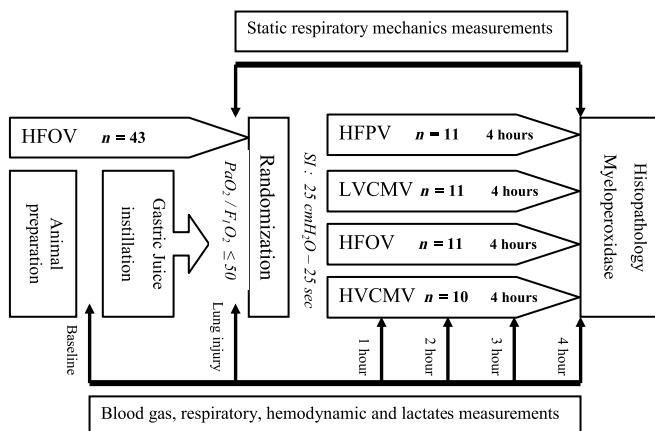 Static respiratory mechanics measurements
HFOV n = 43
Animal
preparation
Gastric Juice
instillation
PaO2 / FIO2 ≤ 50
Randomization
SI : 25 cmH2O – 25 sec
HFPV n = 11 4 hours
LVCMV n = 11 4 hours
HFOV n = 11 4 hours
HVCMV n = 10 4 hours
Histopathology
Myeloperoxidase
Baseline
Lung injury
1 hour
2 hour
3 hour
4 hour
Blood gas, respiratory, hemodynamic and lactates measurements